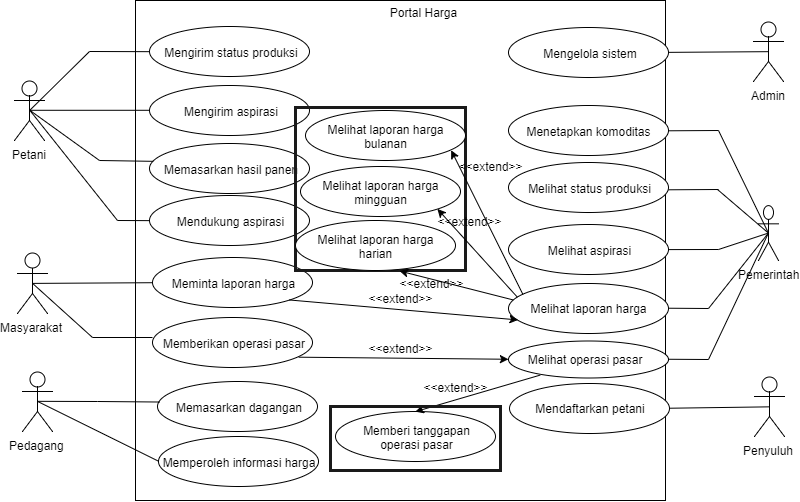 Portal Harga
Mengirim status produksi
Mengelola sistem
Admin
Mengirim aspirasi
Petani
Melihat laporan harga
bulanan
Menetapkan komoditas
<<extend>>
Memasarkan hasil panen
Melihat laporan harga
mingguan
Melihat status produksi
Mendukung aspirasi
<<extend>>
Melihat laporan harga
harian
Melihat aspirasi
Pemerintah
Meminta laporan harga
<<extend>>
<<extend>>
Melihat laporan harga
Masyarakat
Memberikan operasi pasar
<<extend>>
Melihat operasi pasar
<<extend>>
Memasarkan dagangan
Mendaftarkan petani
Pedagang
Memberi tanggapan
operasi pasar
Penyuluh
Memperoleh informasi harga